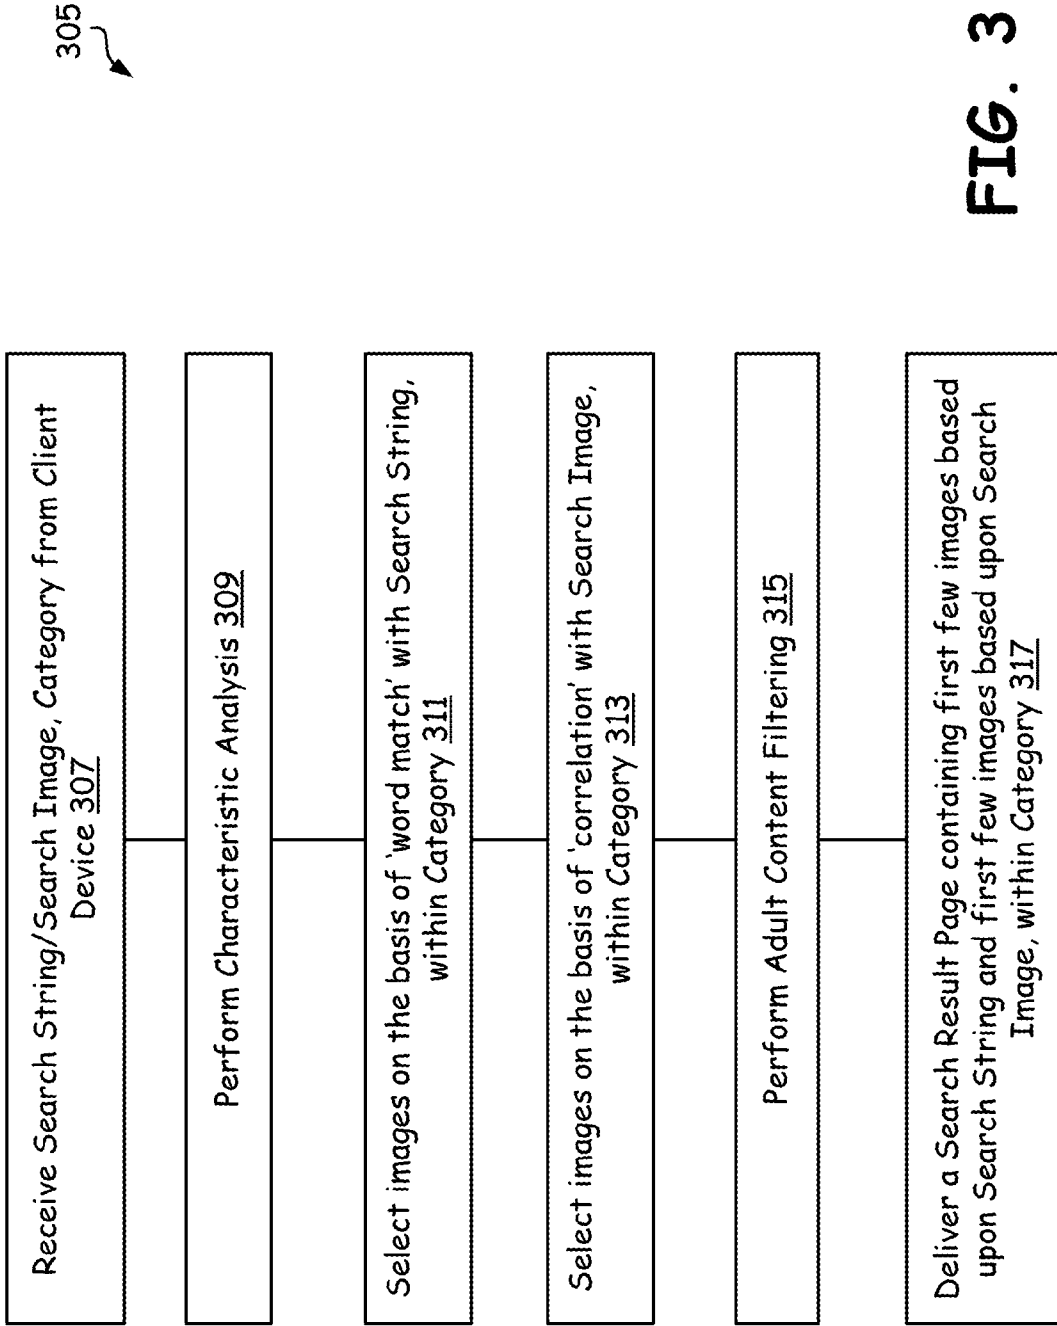 305
Receive Search String/Search Image, Category from Client
Device 307
Perform Characteristic Analysis 309
Select images on the basis of 'word match' with Search String,
within Category 311
Select images on the basis of 'correlation' with Search Image,
within Category 313
Perform Adult Content Filtering 315
Deliver a Search Result Page containing first few images based
upon Search String and first few images based upon Search
Image, within Category 317
FIG. 3